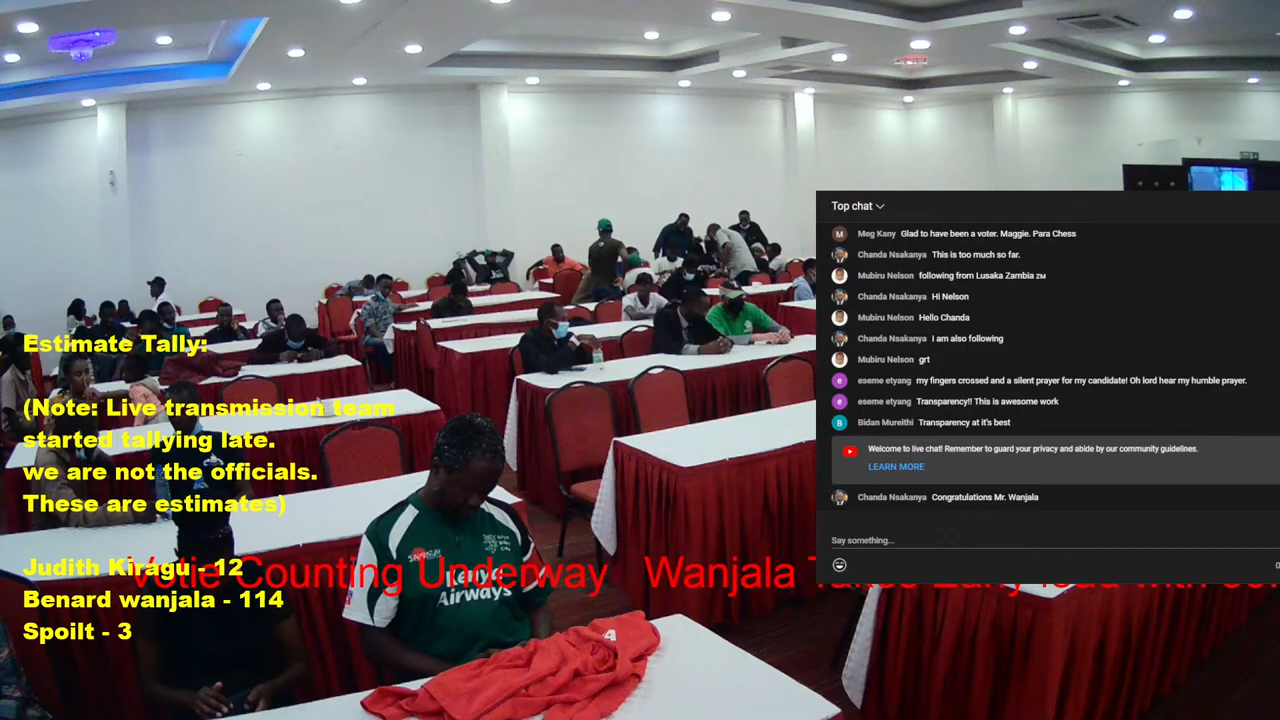 Top chat
Meg Kany Glad to have been a voter. Maggie. Para Chess
Chanda Nsakanya This is too much so far.
Mubiru Nelson following from Lusaka Zambia ZM
Chanda Nsakanya Hi Nelson
Mubiru Nelson Hello Chanda
Chanda Nsakanya I am also following
Mubiru Nelson grt
eseme etyang my fingers crossed and a silent prayer for my candidate! Oh lord hear my humble prayer.
eseme etyang Transparency!! This is awesome work
Bidan Mureithi Transparency at it's best
Welcome to live chat! Remember to guard your privacy and abide by our community guidelines.
LEARN MORE
Chanda Nsakanya Congratulations Mr. Wanjala
Say something...
Estimate Tally:
(Note: Live transmission team
started tallying late.
we are not the officials.
These are estimates)
Judith Kiragu - 12
Benard wanjala - 114
Spoilt - 3
Votie Counting Underway Wanjala
Kenya
Airways